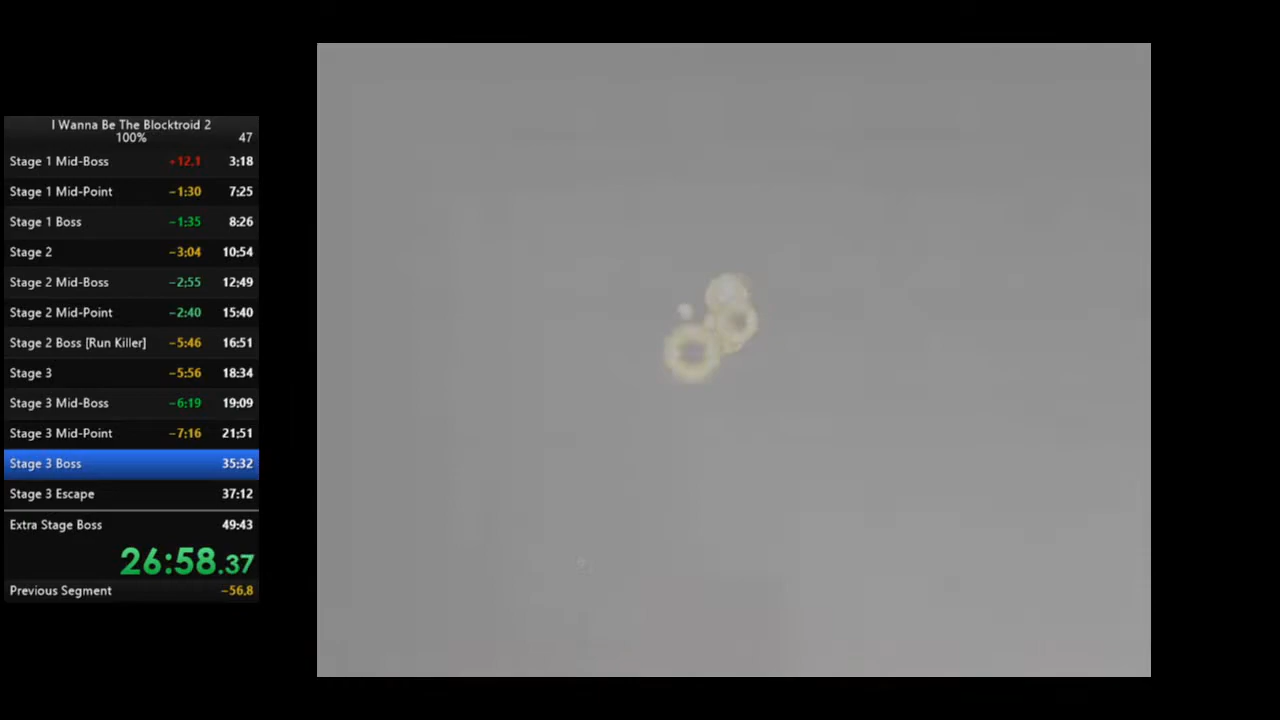 I Wanna Be The Blocktroid 2
100% 47
Stage 1 Mid-Boss +12,1 3:18
Stage 1 Mid-Point −1:30 7:25
Stage 1 Boss −1:35 8:26
Stage 2 −3:04 10:54
Stage 2 Mid-Boss −2:55 12:49
Stage 2 Mid-Point −2:40 15:40
Stage 2 Boss [Run Killer] −5:46 16:51
Stage 3 −5:56 18:34
Stage 3 Mid-Boss −6:19 19:09
Stage 3 Mid-Point −7:16 21:51
Stage 3 Boss 35:32
Stage 3 Escape 37:12
Extra Stage Boss 49:43
26:58.37
Previous Segment −56,8